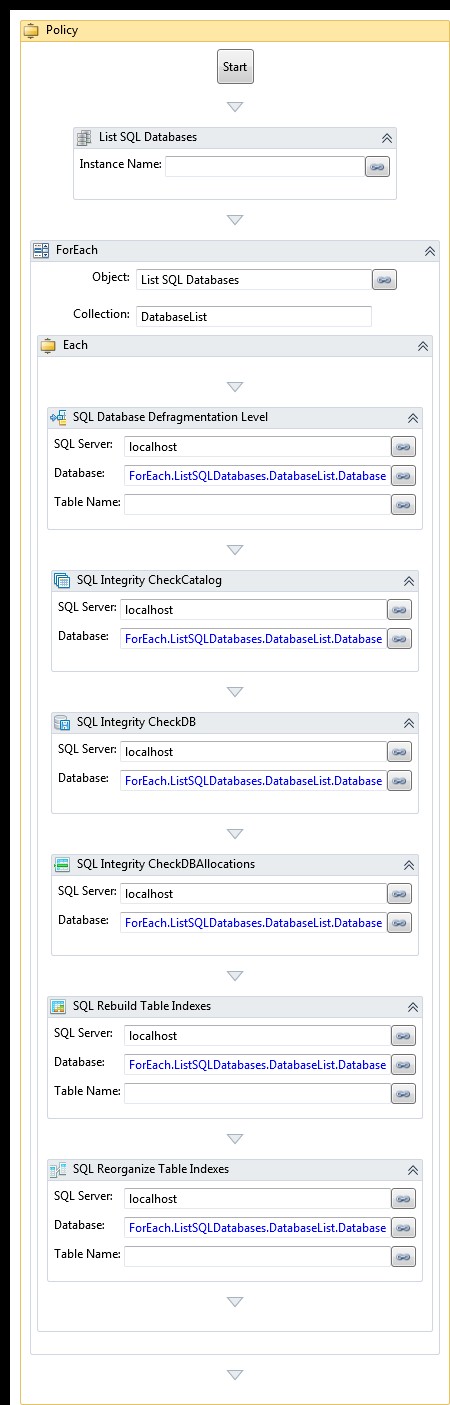 Policy
Start
List SQL Databases
Instance Name:
ForEach
Object: List SQL Databases
Collection: DatabaseList
Each
SQL Database Defragmentation Level
SQL Server: localhost
Database: ForEach.ListSQLDatabases.DatabaseList.Database
Table Name:
SQL Integrity CheckCatalog
SQL Server: localhost
Database: ForEach.ListSQLDatabases.DatabaseList.Database
SQL Integrity CheckDB
SQL Server: localhost
Database: ForEach.ListSQLDatabases.DatabaseList.Database
SQL Integrity CheckDBAllocations
SQL Server: localhost
Database: ForEach.ListSQLDatabases.DatabaseList.Database
SQL Rebuild Table Indexes
SQL Server: localhost
Database: ForEach.ListSQLDatabases.DatabaseList.Database
Table Name:
SQL Reorganize Table Indexes
SQL Server: localhost
Database: ForEach.ListSQLDatabases.DatabaseList.Database
Table Name: